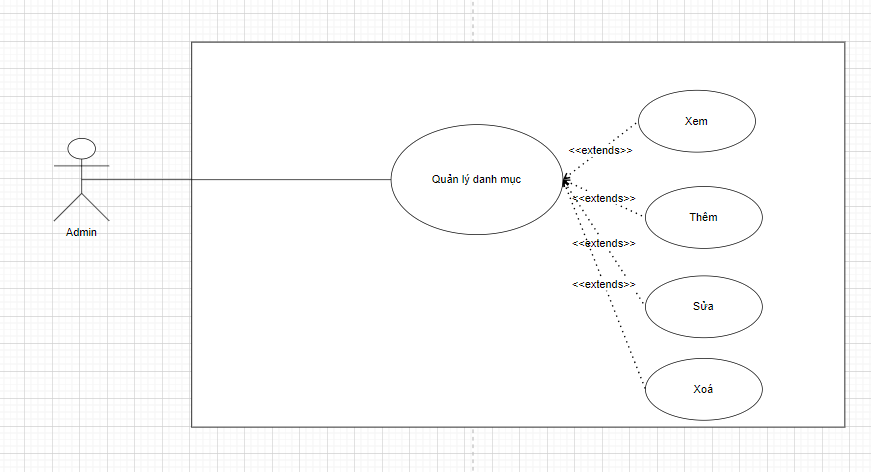 Xem
<<extends>>
Quản lý danh mục
<<extends>>
Thêm
Admin
<<extends>>
<<extends>>
Sửa
Xoá